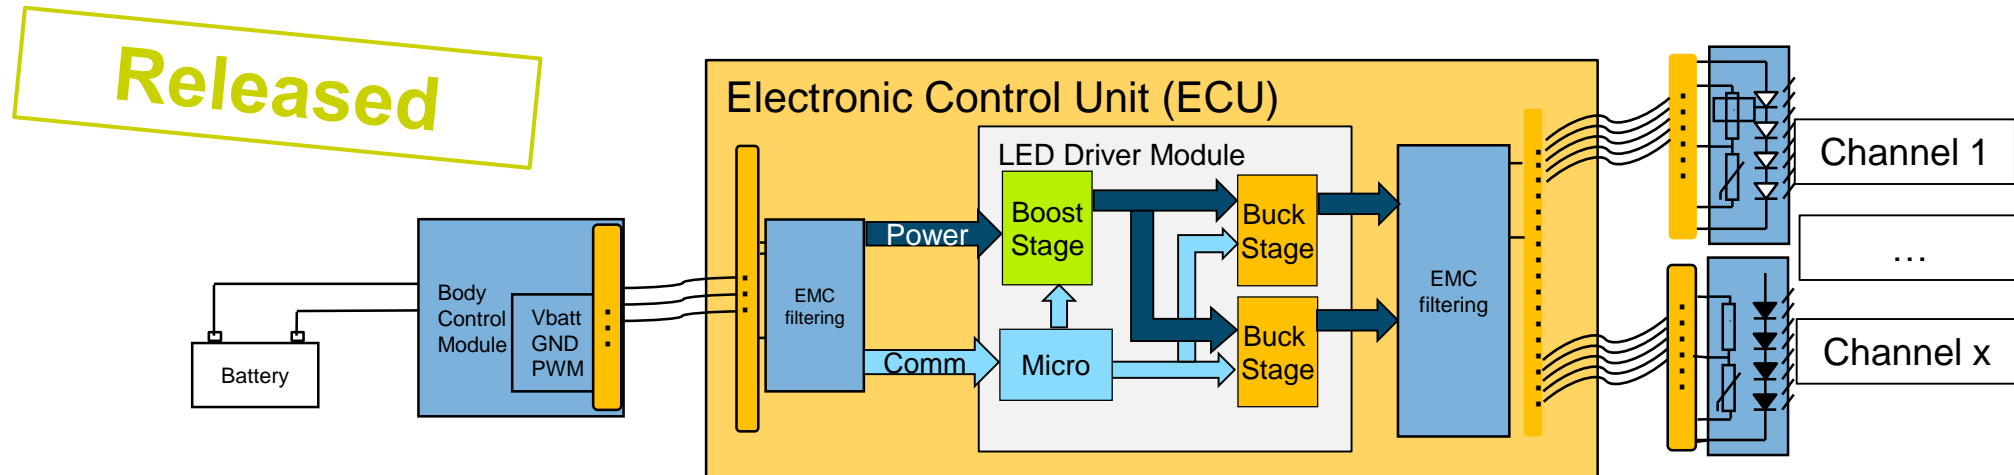 Released
Electronic Control Unit (ECU)
LED Driver Module
Boost
Stage
Buck
Stage
Power
Body
Control
Module
Vbatt
GND
PWM
Battery
EMC
filtering
Comm
Micro
Buck
Stage
EMC
filtering
Channel 1
...
Channel x